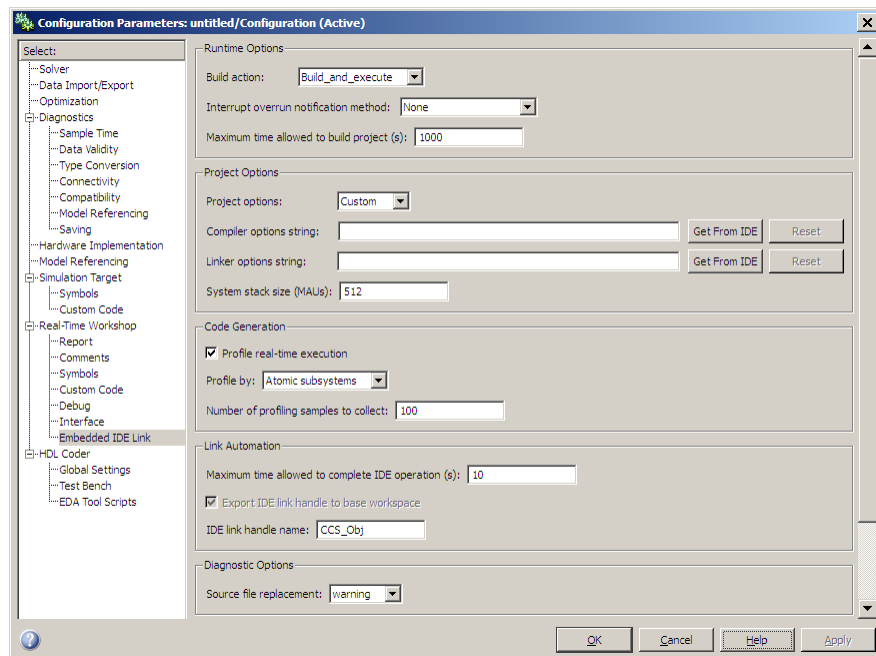 Configuration Parameters: untitled/Configuration (Active)
Select:
Solver
Data Import/Export
Optimization
Diagnostics
Sample Time
Data Validity
Type Conversion
Connectivity
Compatibility
Model Referencing
Saving
Hardware Implementation
Model Referencing
Simulation Target
Symbols
Custom Code
Real-Time Workshop
Report
Comments
Symbols
Custom Code
Debug
Interface
Embedded IDE Link
HDL Coder
Global Settings
Test Bench
EDA Tool Scripts
Runtime Options
Build action: Build_and_execute
Interrupt overrun notification method: None
Maximum time allowed to build project (s): 1000
Project Options
Project options: Custom
Compiler options string: Get From IDE Reset
Linker options string: Get From IDE Reset
System stack size (MAUs): 512
Code Generation
Profile real-time execution
Profile by: Atomic subsystems
Number of profiling samples to collect: 100
Link Automation
Maximum time allowed to complete IDE operation (s): 10
Export IDE link handle to base workspace
IDE link handle name: CCS_Obj
Diagnostic Options
Source file replacement: warning
OK Cancel Help Apply